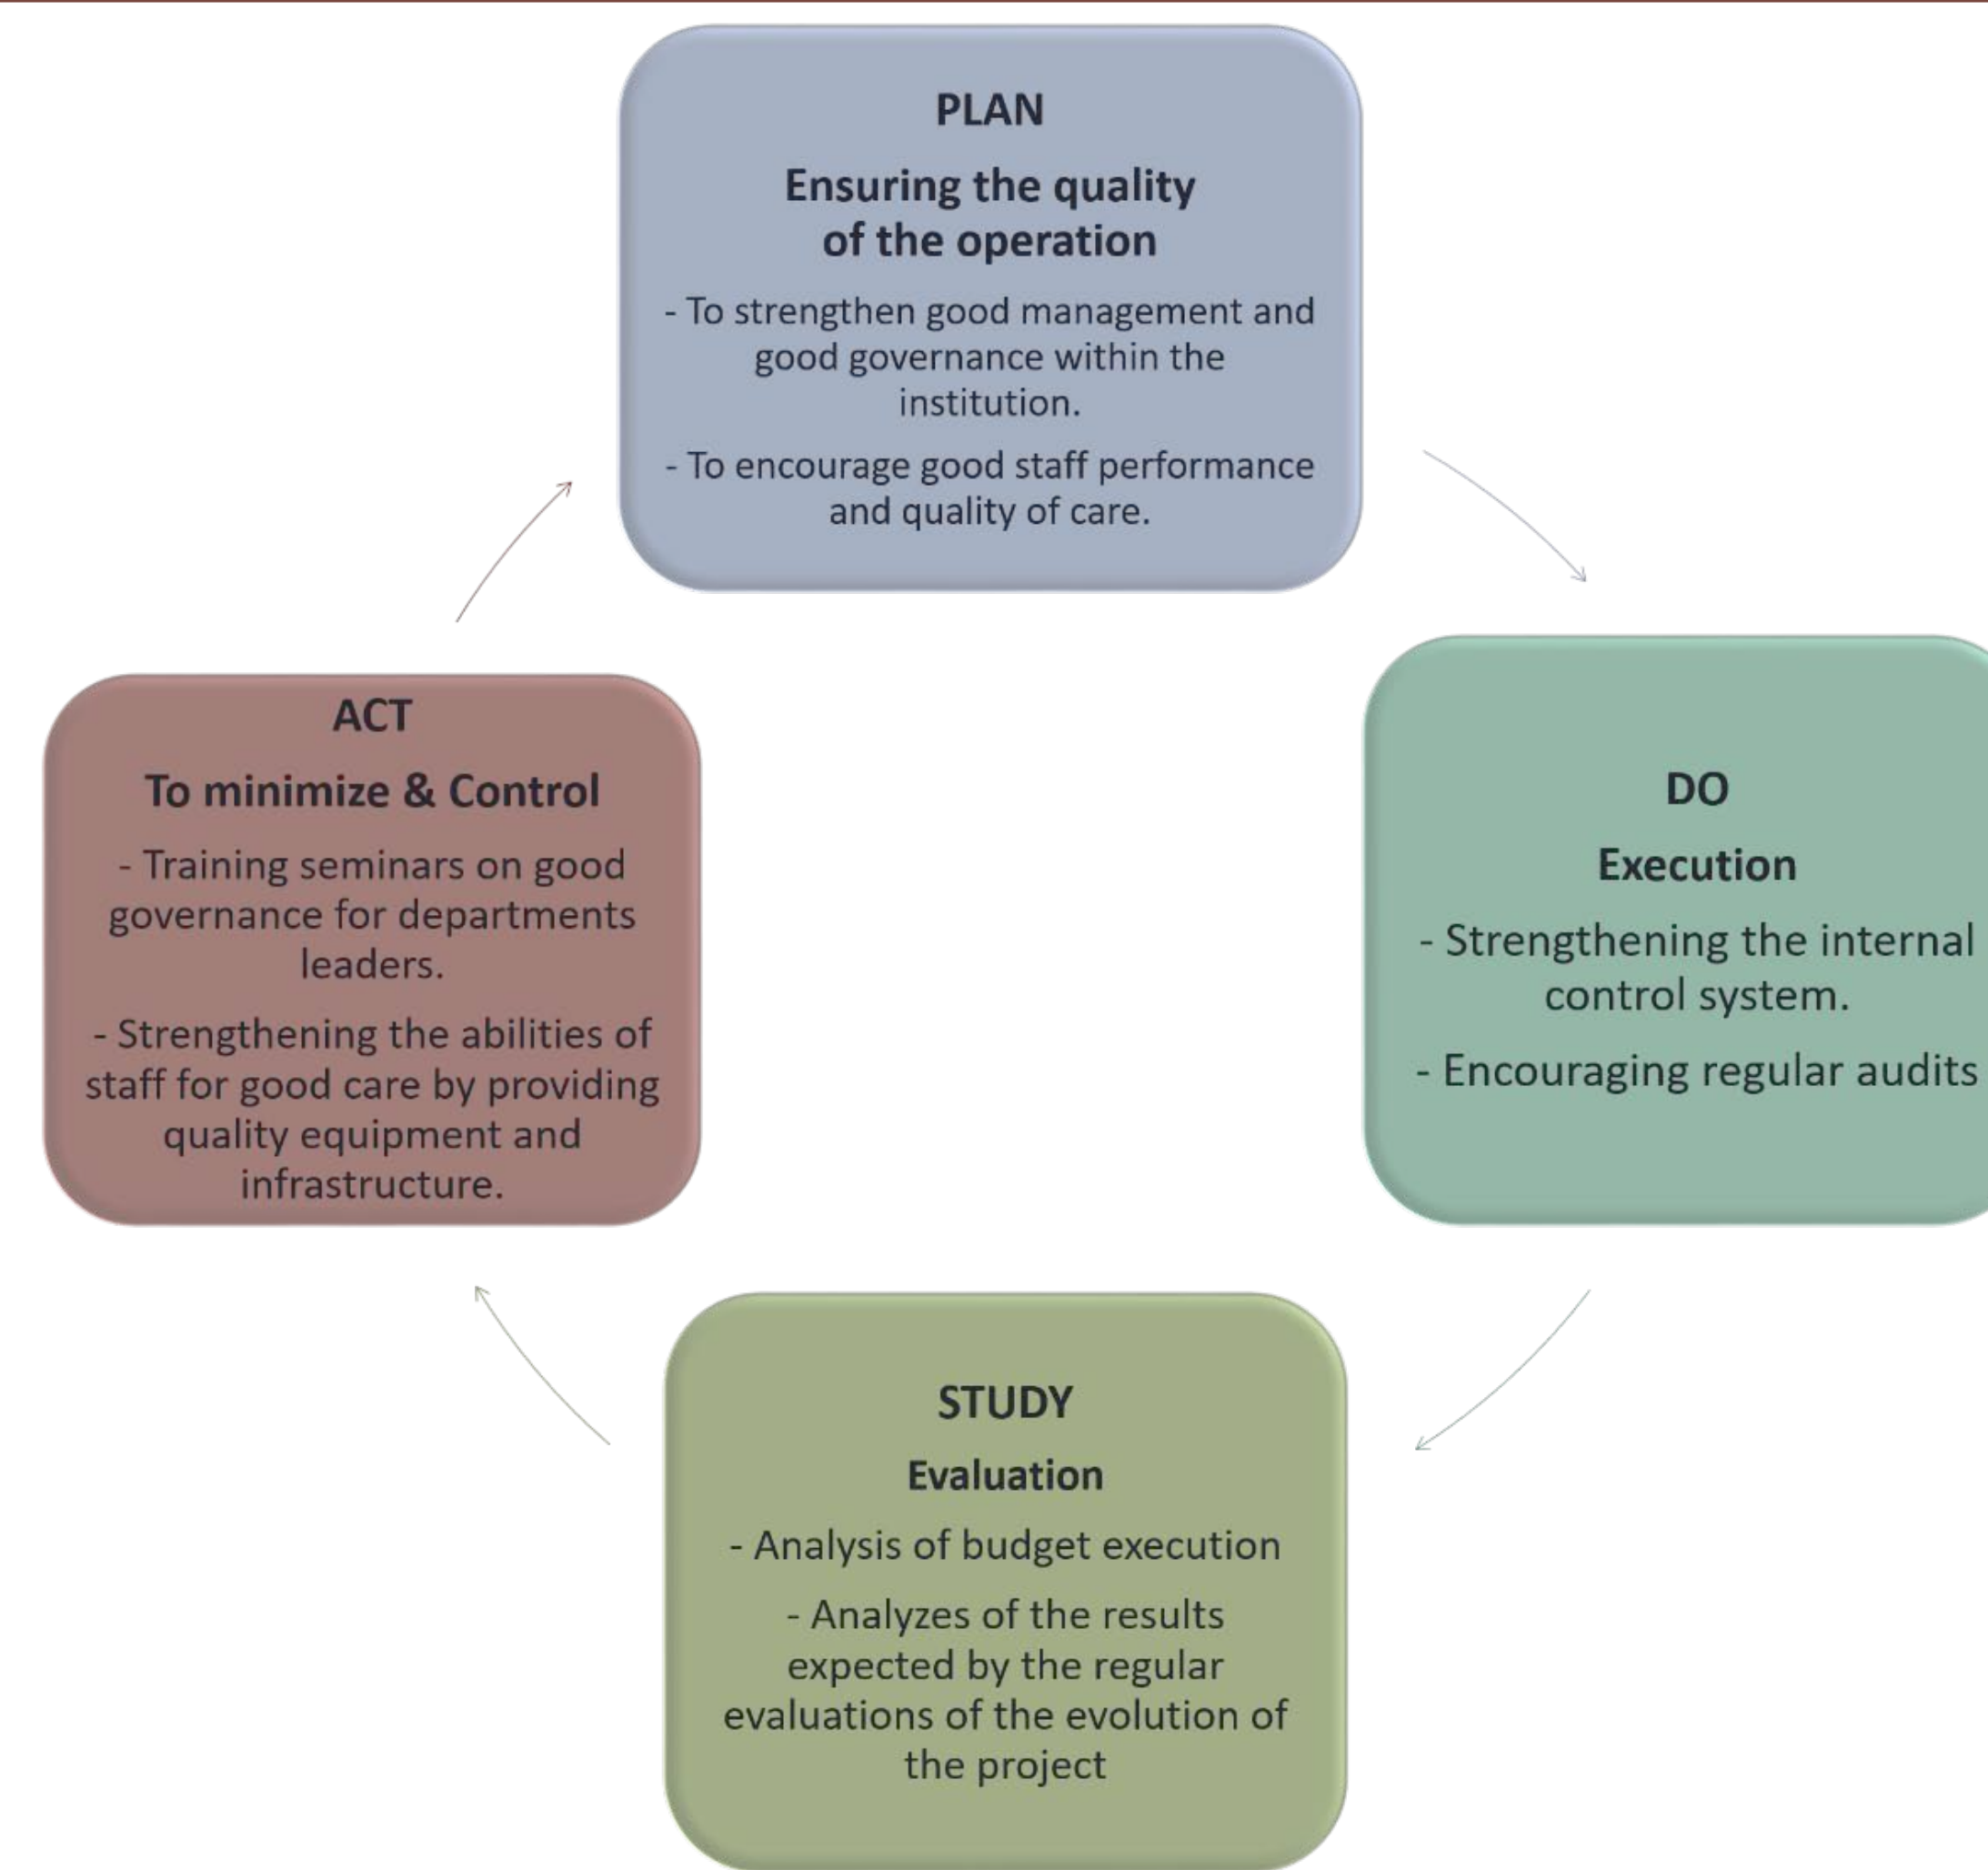 PLAN
Ensuring the quality
of the operation
- To strengthen good management and
good governance within the
institution.
- To encourage good staff performance
and quality of care.
DO
Execution
- Strengthening the internal
control system.
- Encouraging regular audits
STUDY
Evaluation
- Analysis of budget execution
- Analyzes of the results
expected by the regular
evaluations of the evolution of
the project
ACT
To minimize & Control
- Training seminars on good
governance for departments
leaders.
- Strengthening the abilities of
staff for good care by providing
quality equipment and
infrastructure.